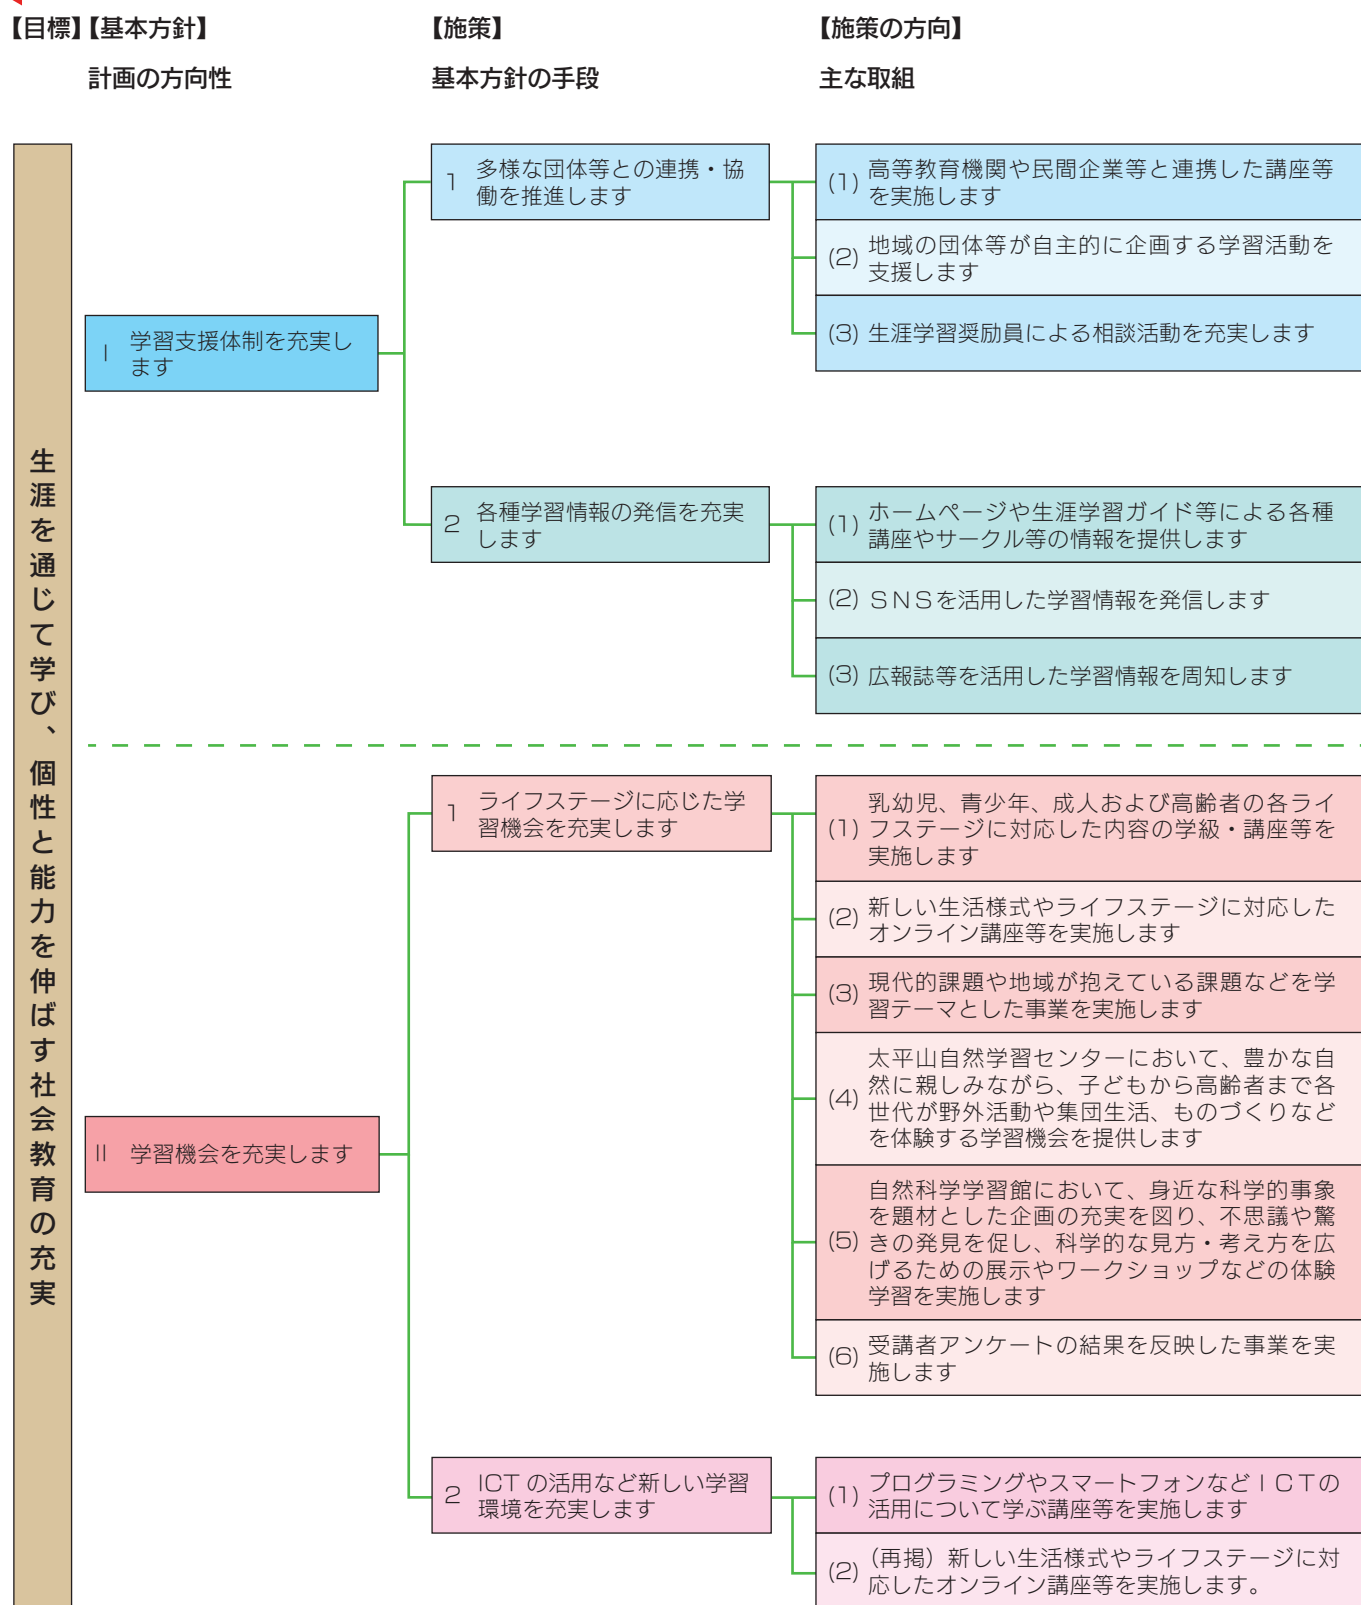 【目標】【基本方針】
【施策】
【施策の方向】
計画の方向性
基本方針の手段
主な取組
生涯を通じて学び、個性と能力を伸ばす社会教育の充実
Ⅰ 学習支援体制を充実し
ます
1 多様な団体等との連携・協
働を推進します
(1) 高等教育機関や民間企業等と連携した講座等
を実施します
(2) 地域の団体等が自主的に企画する学習活動を
支援します
(3) 生涯学習奨励員による相談活動を充実します
2 各種学習情報の発信を充実
します
(1) ホームページや生涯学習ガイド等による各種
講座やサークル等の情報を提供します
(2) ＳＮＳを活用した学習情報を発信します
(3) 広報誌等を活用した学習情報を周知します
Ⅱ 学習機会を充実します
1 ライフステージに応じた学
習機会を充実します
(1) 乳幼児、青少年、成人および高齢者の各ライ
フステージに対応した内容の学級・講座等を
実施します
(2) 新しい生活様式やライフステージに対応した
オンライン講座等を実施します
(3) 現代的課題や地域が抱えている課題などを学
習テーマとした事業を実施します
(4) 太平山自然学習センターにおいて、豊かな自
然に親しみながら、子どもから高齢者まで各
世代が野外活動や集団生活、ものづくりなど
を体験する学習機会を提供します
(5) 自然科学学習館において、身近な科学的事象
を題材とした企画の充実を図り、不思議や驚
きの発見を促し、科学的な見方・考え方を広
げるための展示やワークショップなどの体験
学習を実施します
(6) 受講者アンケートの結果を反映した事業を実
施します
2 ICT の活用など新しい学習
環境を充実します
(1) プログラミングやスマートフォンなどＩＣＴの
活用について学ぶ講座等を実施します
(2) （再掲）新しい生活様式やライフステージに対
応したオンライン講座等を実施します。